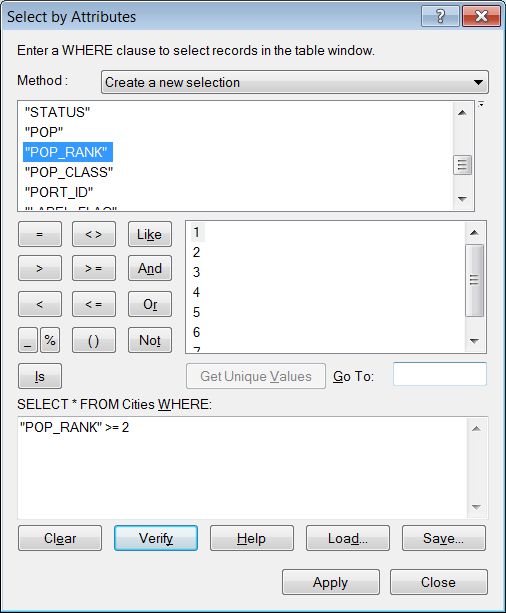 Select by Attributes
?
Enter a WHERE clause to select records in the table window.
Method : Create a new selection
"STATUS"
"POP"
"POP_RANK"
"POP_CLASS"
"PORT_ID"
= < > Like
> > = And
< < = Or
_ % ( ) Not
Is
1
2
3
4
5
6
Get Unique Values Go To:
SELECT * FROM Cities WHERE:
"POP_RANK" >= 2
Clear Verify Help Load... Save...
Apply Close